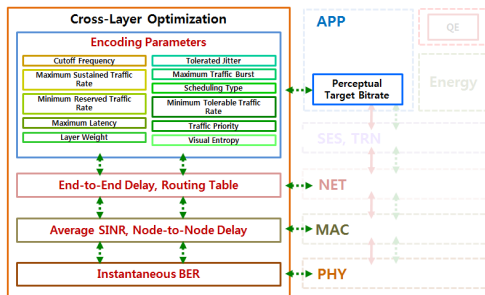 Cross-Layer Optimization
Encoding Parameters
Cutoff Frequency
Maximum Sustained Traffic
Rate
Minimum Reserved Traffic
Rate
Maximum Latency
Layer Weight
Tolerated Jitter
Maximum Traffic Burst
Scheduling Type
Minimum Tolerable Traffic
Rate
Traffic Priority
Visual Entropy
End-to-End Delay, Routing Table
Average SINR, Node-to-Node Delay
Instantaneous BER
APP
Perceptual
Target Bitrate
QE
Energy
SES, TRN
NET
MAC
PHY